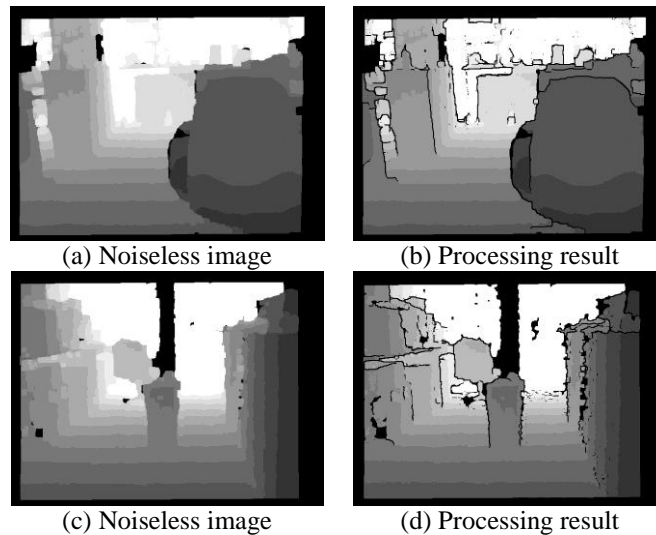 (a) Noiseless image
(b) Processing result
(c) Noiseless image
(d) Processing result